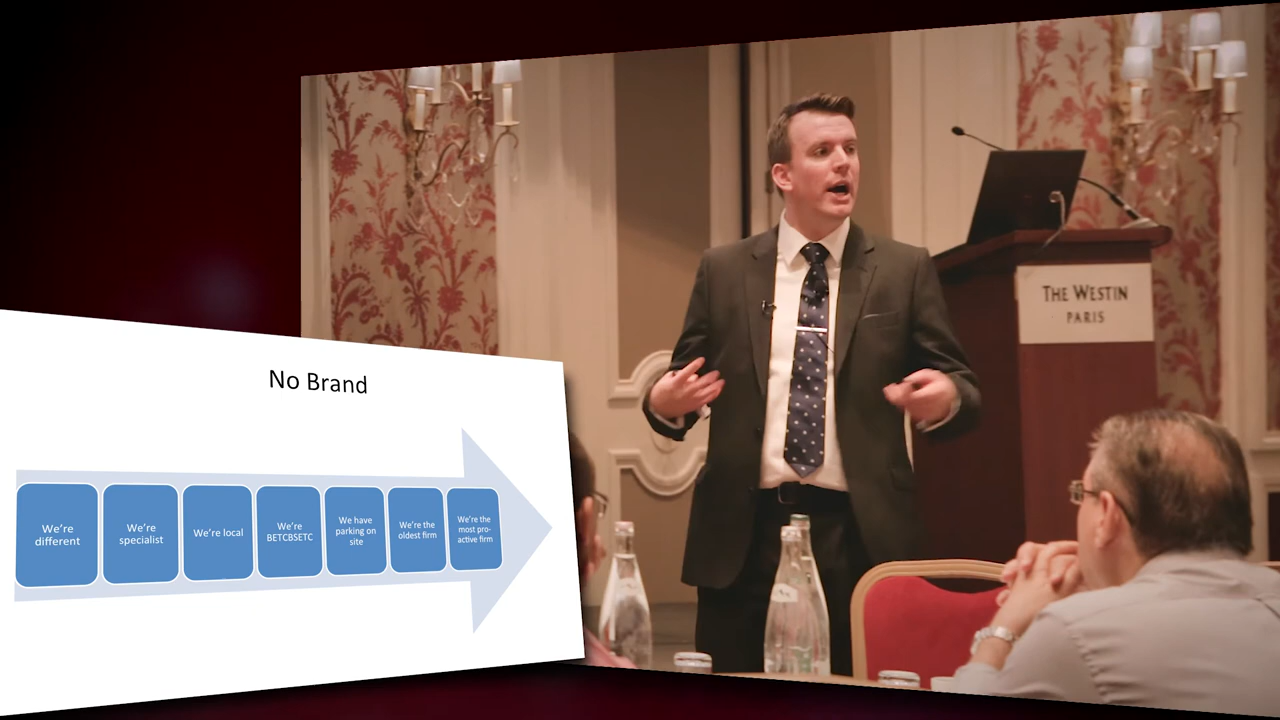 THE WESTIN
PARIS
No Brand
We're
different
We're
specialist
We're local
We're
BETCBSETC
We have
parking on
site
We're the
oldest firm
We're the
most pro-
active firm